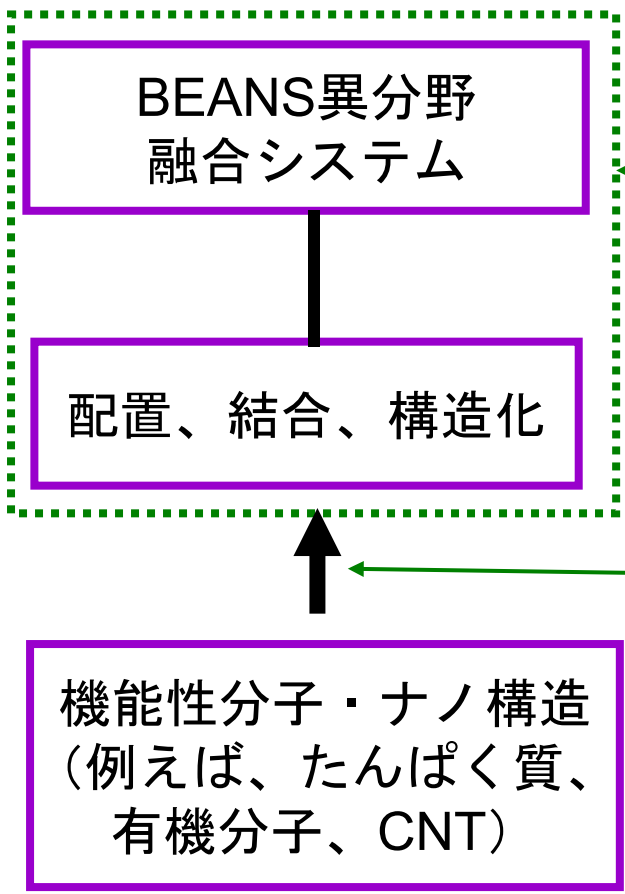 BEANS異分野
融合システム
配置、結合、構造化
機能性分子・ナノ構造
（例えば、たんぱく質、
有機分子、CNT）